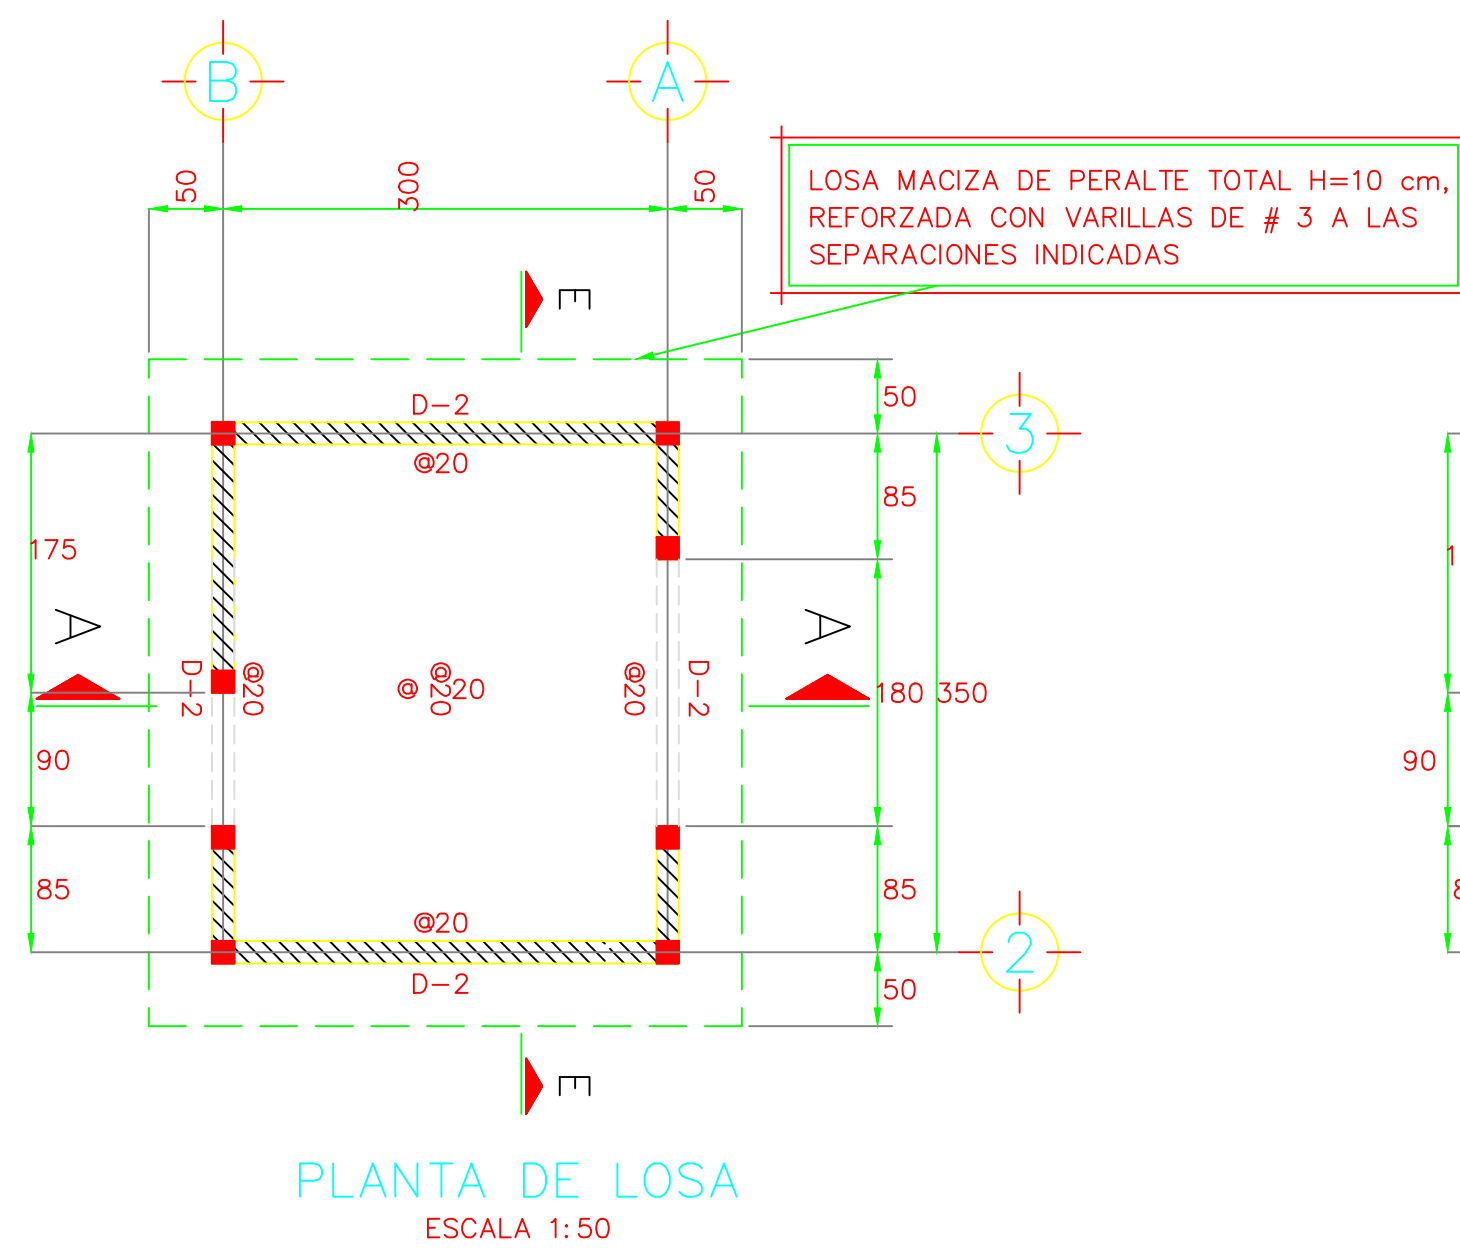 B
A
50
300
50
LOSA MACIZA DE PERALTE TOTAL H=10 cm,
REFORZADA CON VARILLAS DE # 3 A LAS
SEPARACIONES INDICADAS
E
D-2
50
3
@20
85
175
A
A
D-2
@20
@ 20
@20
@20
D-2
180
350
90
90
85
@20
85
D-2
2
50
E
PLANTA DE LOSA
ESCALA 1:50